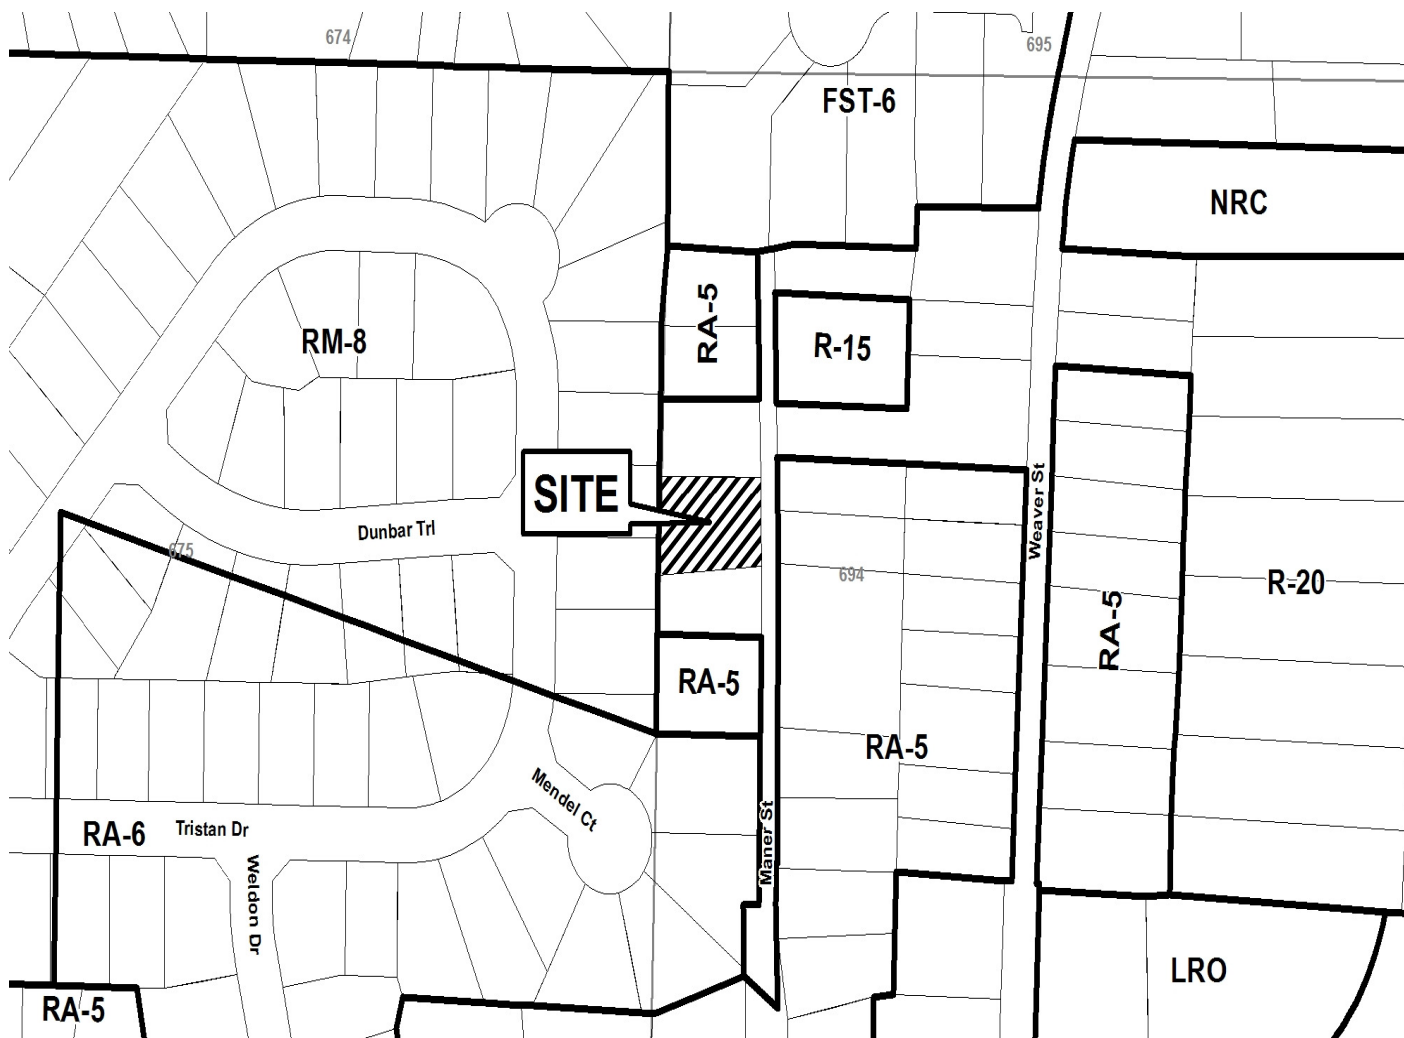 674
695
FST-6
NRC
RA-5
RM-8
R-15
SITE
Weaver St
Dunbar Trl
675
694
R-20
RA-5
RA-5
RA-5
Mendel Ct
Maner St
RA-6
Tristan Dr
Weldon Dr
LRO
RA-5